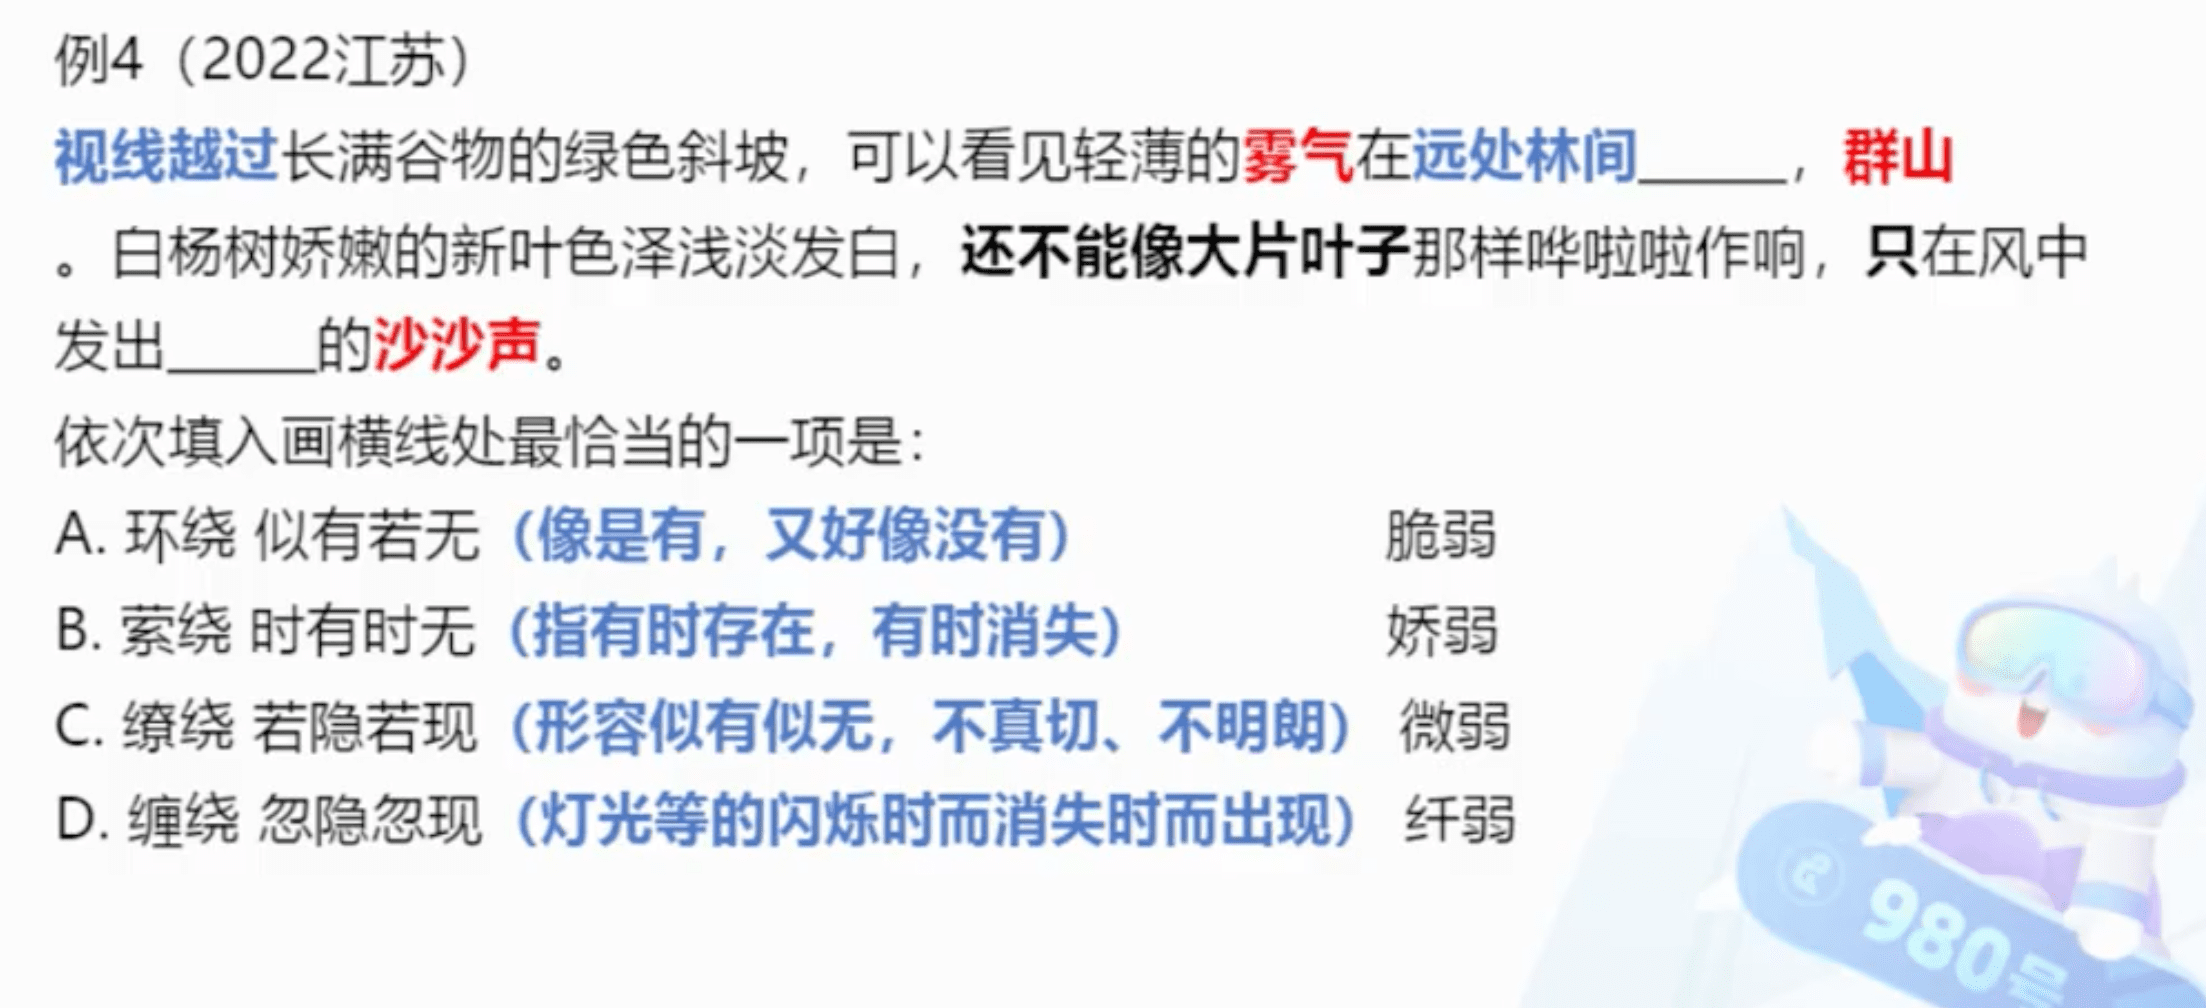 例4（2022江苏）
视线越过长满谷物的绿色斜坡，可以看见轻薄的雾气在远处林间_____，群山
。白杨树娇嫩的新叶色泽浅淡发白，还不能像大片叶子那样哗啦啦作响，只在风中
发出_____的沙沙声。
依次填入画横线处最恰当的一项是：
A. 环绕 似有若无（像是有，又好像没有） 脆弱
B. 萦绕 时有时无（指有时存在，有时消失） 娇弱
C. 缭绕 若隐若现（形容似有似无，不真切、不明朗） 微弱
D. 缠绕 忽隐忽现（灯光等的闪烁时而消失时而出现） 纤弱
980号